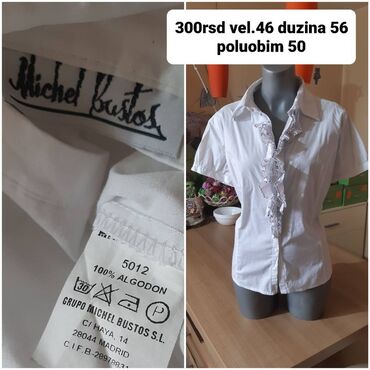 300rsd vel.46 duzina 56
poluobim 50
Michel Bustos
5012
100% ALGODON
30
P
GRUPO MICHEL BUSTOS S.L.
C/ HAYA, 14
28044 MADRID
C.I.F.B-28978831